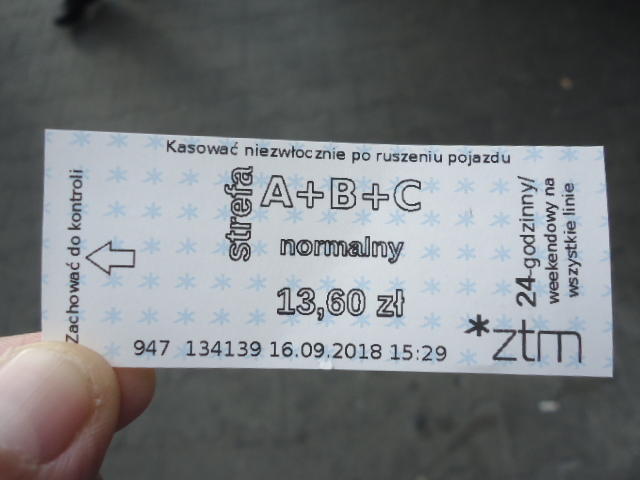 Kasować niezwłocznie po ruszeniu pojazdu
Zachować do kontroli
strefa
A+B+C
normalny
13,60 zł
24-godzinny/
weekendowy na
wszystkie linie
947 134139 16.09.2018 15:29
*ztm